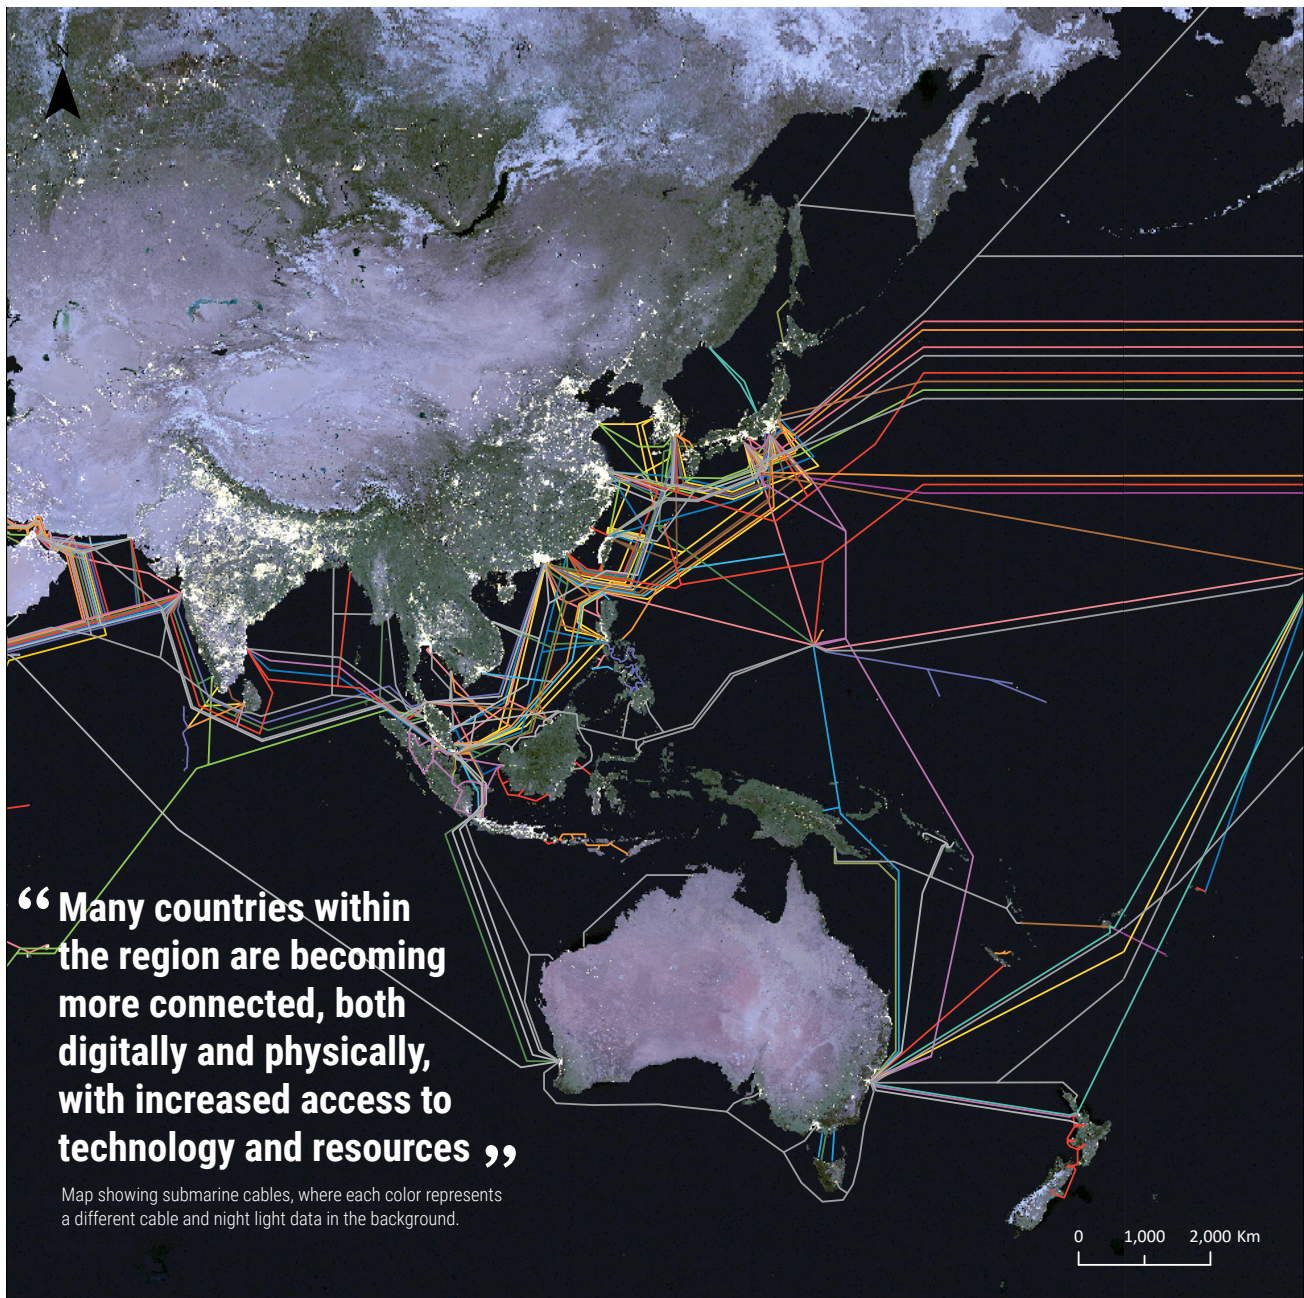 N
“ Many countries within
the region are becoming
more connected, both
digitally and physically,
with increased access to
technology and resources ”
Map showing submarine cables, where each color represents
a different cable and night light data in the background.
0 1,000 2,000 Km